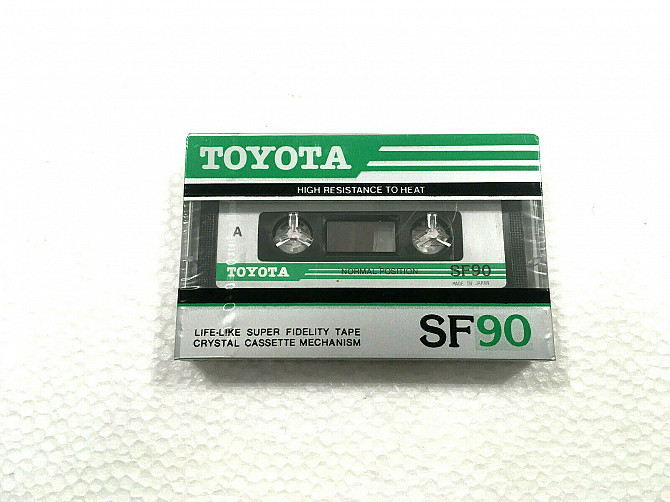 TOYOTA
HIGH RESISTANCE TO HEAT
A
TOYOTA NORMAL POSITION SF90
MADE IN JAPAN
LIFE-LIKE SUPER FIDELITY TAPE
CRYSTAL CASSETTE MECHANISM
SF90